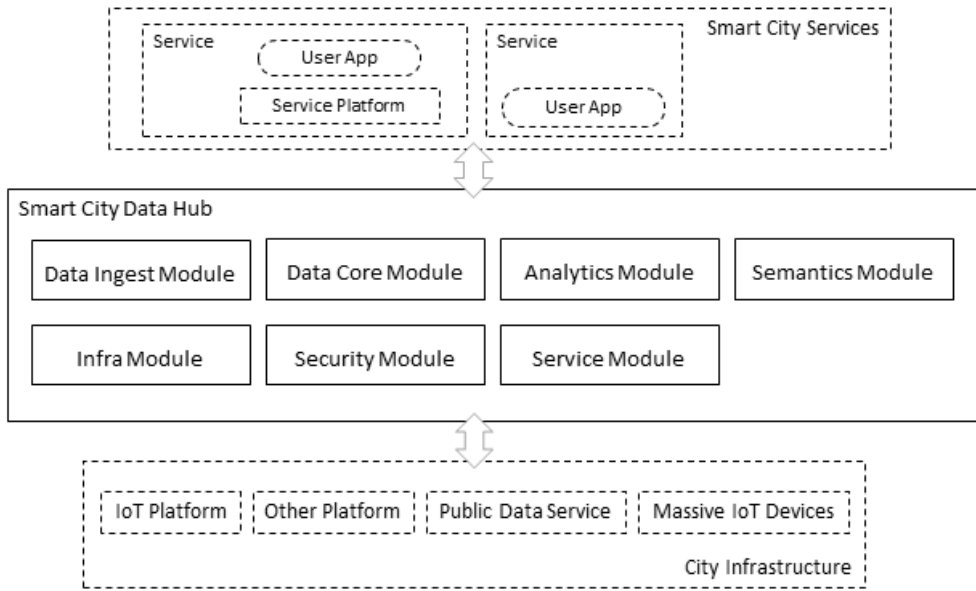 Smart City Services
Service
User App
Service Platform
Service
User App
Smart City Data Hub
Data Ingest Module
Data Core Module
Analytics Module
Semantics Module
Infra Module
Security Module
Service Module
IoT Platform
Other Platform
Public Data Service
Massive IoT Devices
City Infrastructure